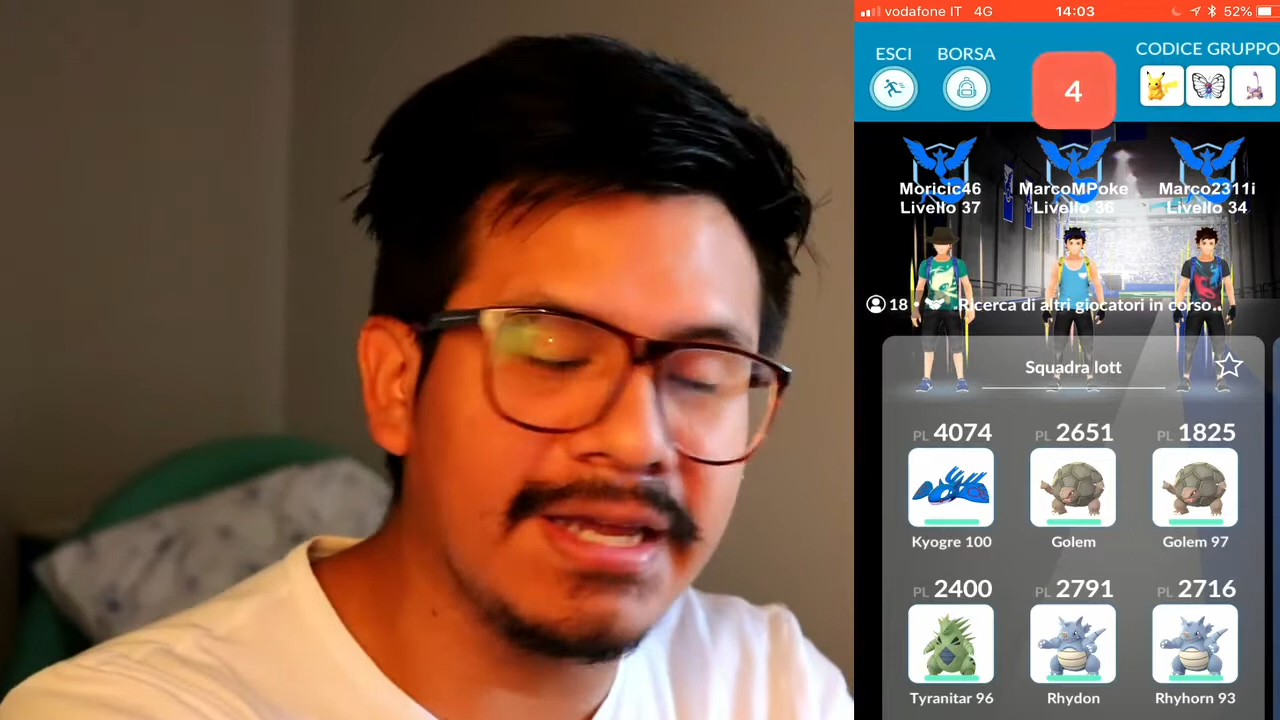 vodafone IT 4G 14:03 52%
ESCI BORSA 4 CODICE GRUPPO
Moricic46 MarcoMPoke Marco2311i
Livello 37 Livello 36 Livello 34
18 • Ricerca di altri giocatori in corso..
Squadra lott
PL 4074 PL 2651 PL 1825
Kyogre 100 Golem Golem 97
PL 2400 PL 2791 PL 2716
Tyranitar 96 Rhydon Rhyhorn 93